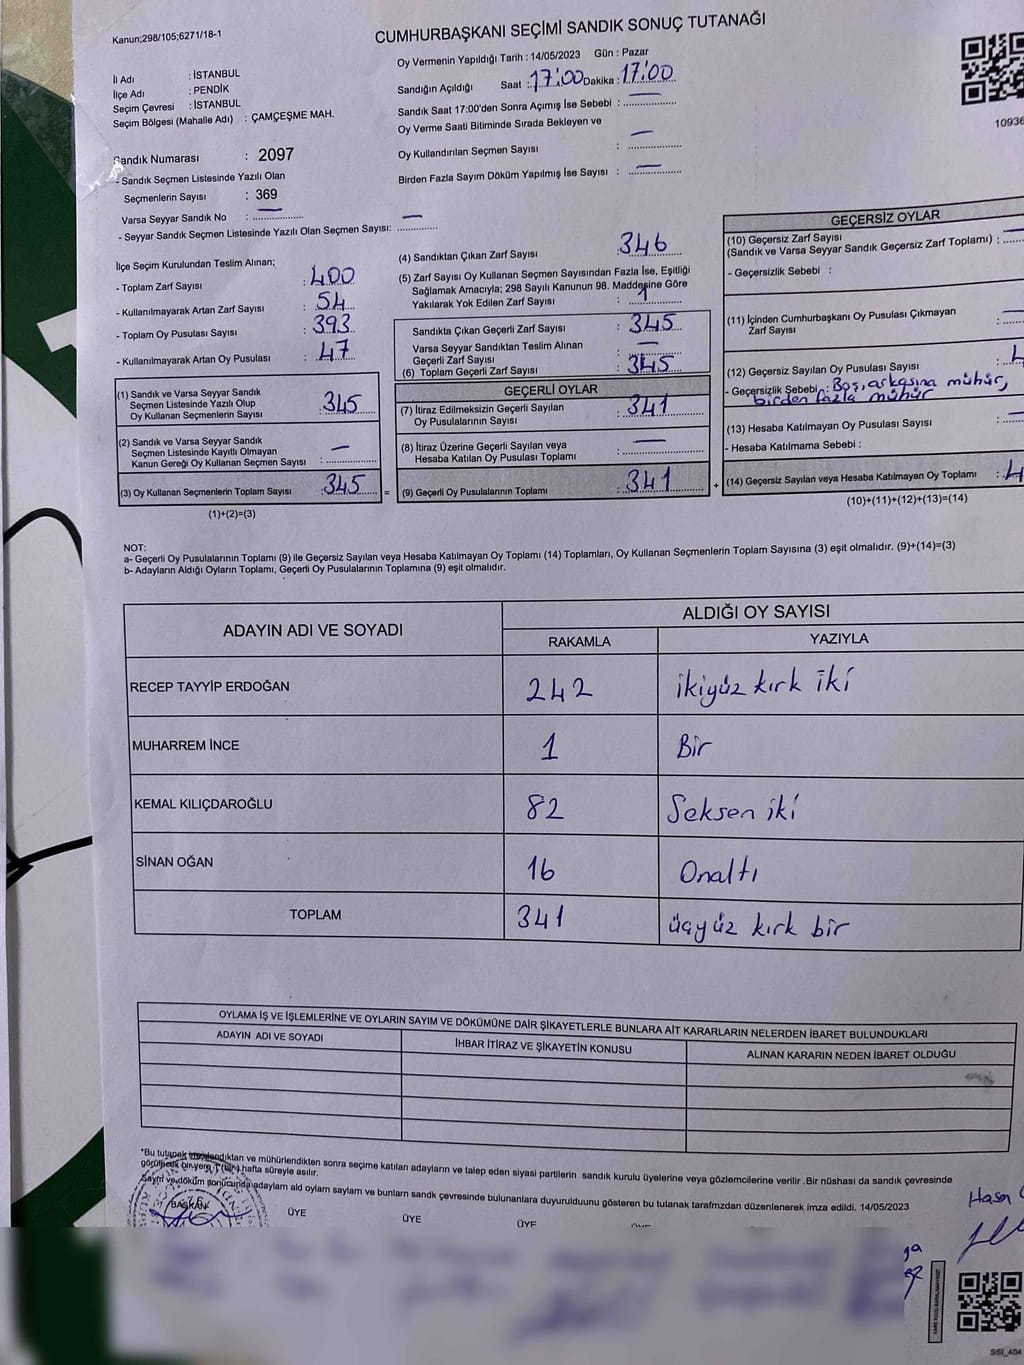 Kanun;298/105;6271/18-1
CUMHURBAŞKANI SEÇİMİ SANDIK SONUÇ TUTANAĞI
İl Adı : İSTANBUL
İlçe Adı : PENDİK
Seçim Çevresi : İSTANBUL
Seçim Bölgesi (Mahalle Adı) : ÇAMÇEŞME MAH.
Sandık Numarası : 2097
- Sandık Seçmen Listesinde Yazılı Olan
Seçmenlerin Sayısı : 369
Varsa Seyyar Sandık No : —
- Seyyar Sandık Seçmen Listesinde Yazılı Olan Seçmen Sayısı: —
Oy Vermenin Yapıldığı Tarih : 14/05/2023 Gün : Pazar
Sandığın Açıldığı Saat : 17:00 Dakika : 17:00
Sandık Saat 17:00'den Sonra Açımış İse Sebebi : —
Oy Verme Saati Bitiminde Sırada Bekleyen ve
Oy Kullandırılan Seçmen Sayısı : —
Birden Fazla Sayım Döküm Yapılmış İse Sayısı : —
10936
İlçe Seçim Kurulundan Teslim Alınan;
- Toplam Zarf Sayısı : 400
- Kullanılmayarak Artan Zarf Sayısı : 54
- Toplam Oy Pusulası Sayısı : 393
- Kullanılmayarak Artan Oy Pusulası : 47
(1) Sandık ve Varsa Seyyar Sandık
Seçmen Listesinde Yazılı Olup
Oy Kullanan Seçmenlerin Sayısı : 345
(2) Sandık ve Varsa Seyyar Sandık
Seçmen Listesinde Kayıtlı Olmayan
Kanun Gereği Oy Kullanan Seçmen Sayısı : —
(3) Oy Kullanan Seçmenlerin Toplam Sayısı : 345
(1)+(2)=(3)
=
(4) Sandıktan Çıkan Zarf Sayısı 346
(5) Zarf Sayısı Oy Kullanan Seçmen Sayısından Fazla İse, Eşitliği
Sağlamak Amacıyla; 298 Sayılı Kanunun 98. Maddesine Göre
Yakılarak Yok Edilen Zarf Sayısı : 1
Sandıkta Çıkan Geçerli Zarf Sayısı : 345
Varsa Seyyar Sandıktan Teslim Alınan
Geçerli Zarf Sayısı : —
(6) Toplam Geçerli Zarf Sayısı : 345
GEÇERLİ OYLAR
(7) İtiraz Edilmeksizin Geçerli Sayılan
Oy Pusulalarının Sayısı : 341
(8) İtiraz Üzerine Geçerli Sayılan veya
Hesaba Katılan Oy Pusulası Toplamı : —
(9) Geçerli Oy Pusulalarının Toplamı : 341
+
GEÇERSİZ OYLAR
(10) Geçersiz Zarf Sayısı
(Sandık ve Varsa Seyyar Sandık Geçersiz Zarf Toplamı) : —
- Geçersizlik Sebebi :
(11) İçinden Cumhurbaşkanı Oy Pusulası Çıkmayan
Zarf Sayısı : —
(12) Geçersiz Sayılan Oy Pusulası Sayısı : 4
- Geçersizlik Sebebi : Boş, arkasına mühür,
birden fazla mühür
(13) Hesaba Katılmayan Oy Pusulası Sayısı : —
- Hesaba Katılmama Sebebi :
(14) Geçersiz Sayılan veya Hesaba Katılmayan Oy Toplamı : 4
(10)+(11)+(12)+(13)=(14)
NOT:
a- Geçerli Oy Pusulalarının Toplamı (9) ile Geçersiz Sayılan veya Hesaba Katılmayan Oy Toplamı (14) Toplamları, Oy Kullanan Seçmenlerin Toplam Sayısına (3) eşit olmalıdır. (9)+(14)=(3)
b- Adayların Aldığı Oyların Toplamı, Geçerli Oy Pusulalarının Toplamına (9) eşit olmalıdır.
ADAYIN ADI VE SOYADI
ALDIĞI OY SAYISI
RAKAMLA YAZIYLA
RECEP TAYYİP ERDOĞAN 242 ikiyüz kırk iki
MUHARREM İNCE 1 Bir
KEMAL KILIÇDAROĞLU 82 Seksen iki
SİNAN OĞAN 16 Onaltı
TOPLAM 341 üçyüz kırk bir
OYLAMA İŞ VE İŞLEMLERİNE VE OYLARIN SAYIM VE DÖKÜMÜNE DAİR ŞİKAYETLERLE BUNLARA AİT KARARLARIN NELERDEN İBARET BULUNDUKLARI
ADAYIN ADI VE SOYADI İHBAR İTİRAZ VE ŞİKAYETİN KONUSU ALINAN KARARIN NEDEN İBARET OLDUĞU
*Bu tutanak imzalandıktan ve mühürlendikten sonra seçime katılan adayların ve talep eden siyasi partilerin sandık kurulu üyelerine veya gözlemcilerine verilir .Bir nüshası da sandık çevresinde
görülecek bir yere 1 (bir) hafta süreyle asılır.
Sayım ve döküm sonucunda adayların ald oyların sayların ve bunların sandık çevresinde bulunanlara duyurulduunu gösteren bu tutanak tarafmzdan düzenlenerek imza edildi. 14/05/2023
BAŞKAN ÜYE ÜYE ÜYE
Hasa
SSI_404